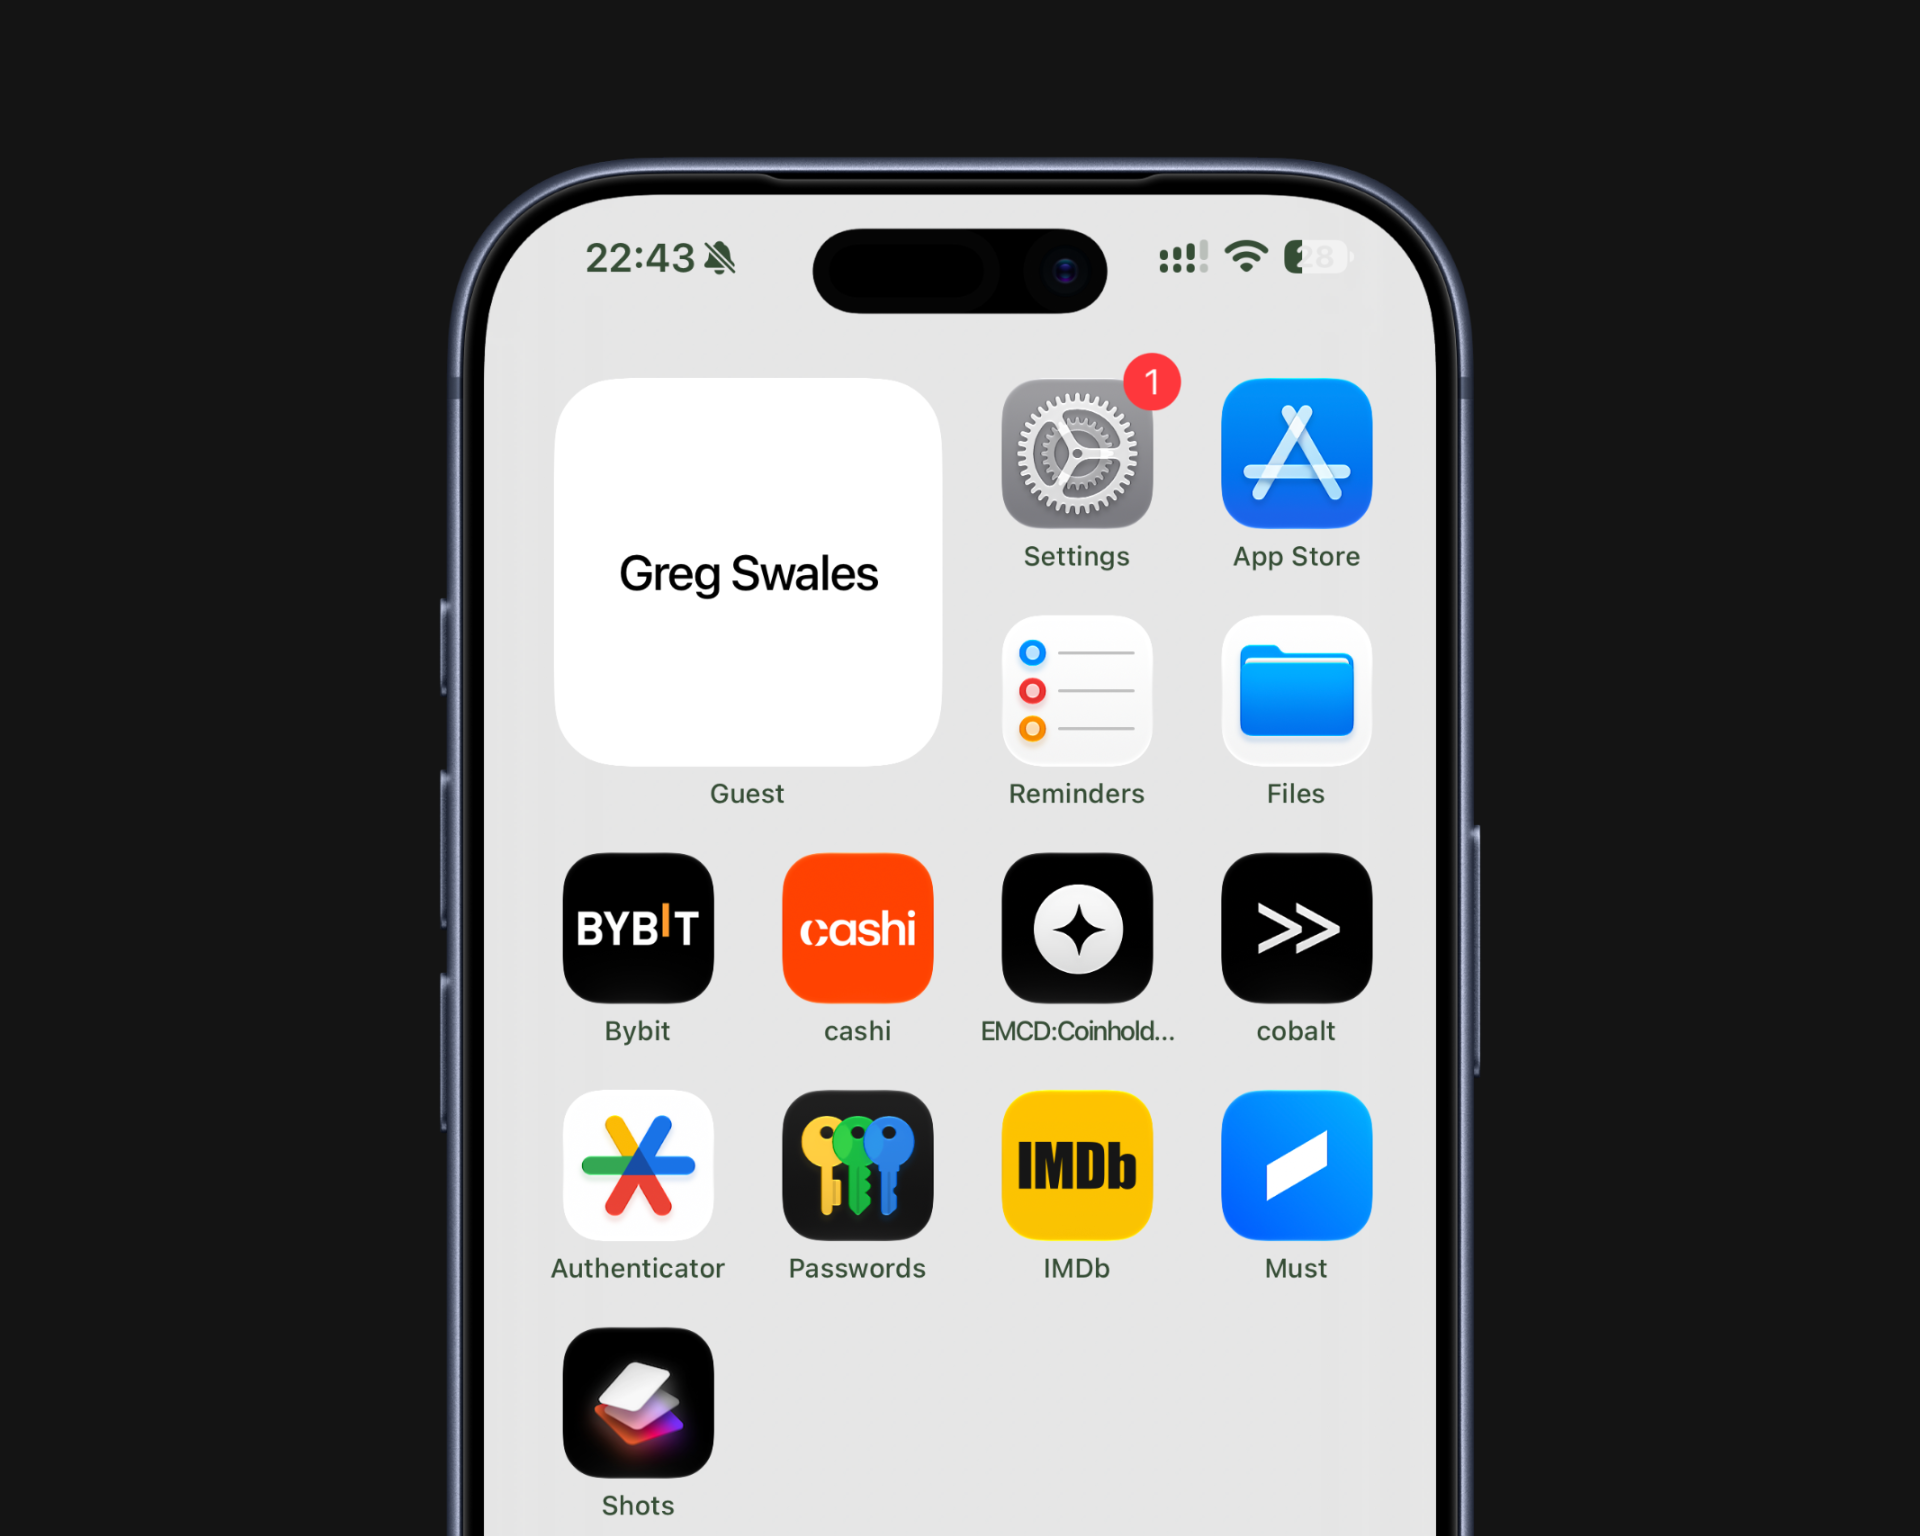 22:43
28
1
Greg Swales
Settings
App Store
Guest
Reminders
Files
BYBIT
cashi
Bybit
cashi
EMCD:Coinhold...
cobalt
IMDb
Authenticator
Passwords
IMDb
Must
Shots